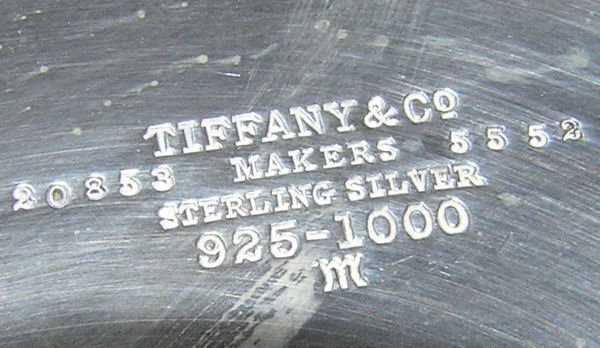 TIFFANY & Co
20853 MAKERS 5552
STERLING SILVER
925-1000
M